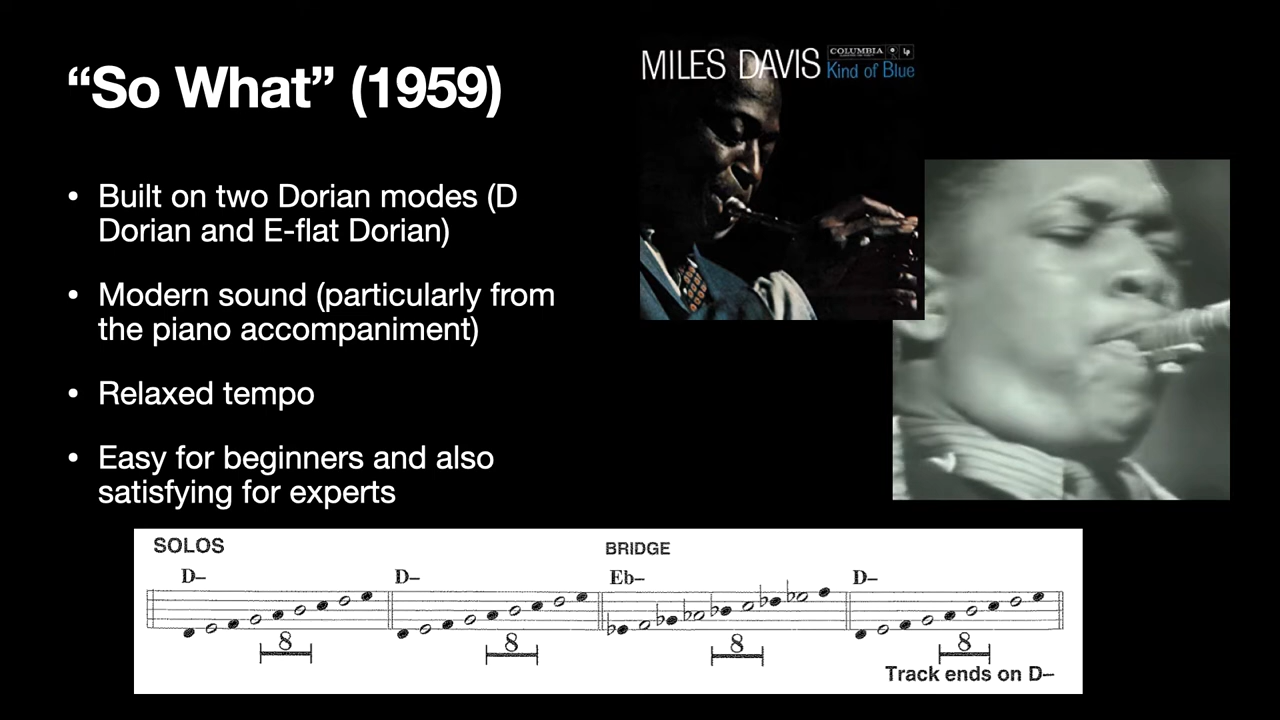 “So What” (1959)
• Built on two Dorian modes (D
Dorian and E-flat Dorian)
• Modern sound (particularly from
the piano accompaniment)
• Relaxed tempo
• Easy for beginners and also
satisfying for experts
MILES DAVIS
COLUMBIA
Kind of Blue
SOLOS
BRIDGE
D– D– Eb– D–
8 8 8 8
Track ends on D–